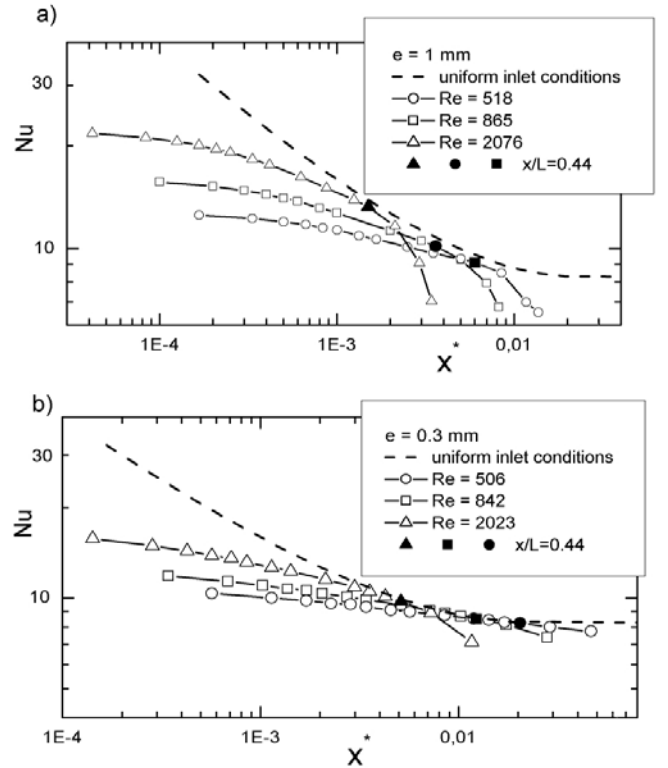 a)
e = 1 mm
uniform inlet conditions
Re = 518
Re = 865
Re = 2076
x/L=0.44
30
10
Nu
1E-4
1E-3
0,01
X*
b)
e = 0.3 mm
uniform inlet conditions
Re = 506
Re = 842
Re = 2023
x/L=0.44
30
10
Nu
1E-4
1E-3
0,01
X*